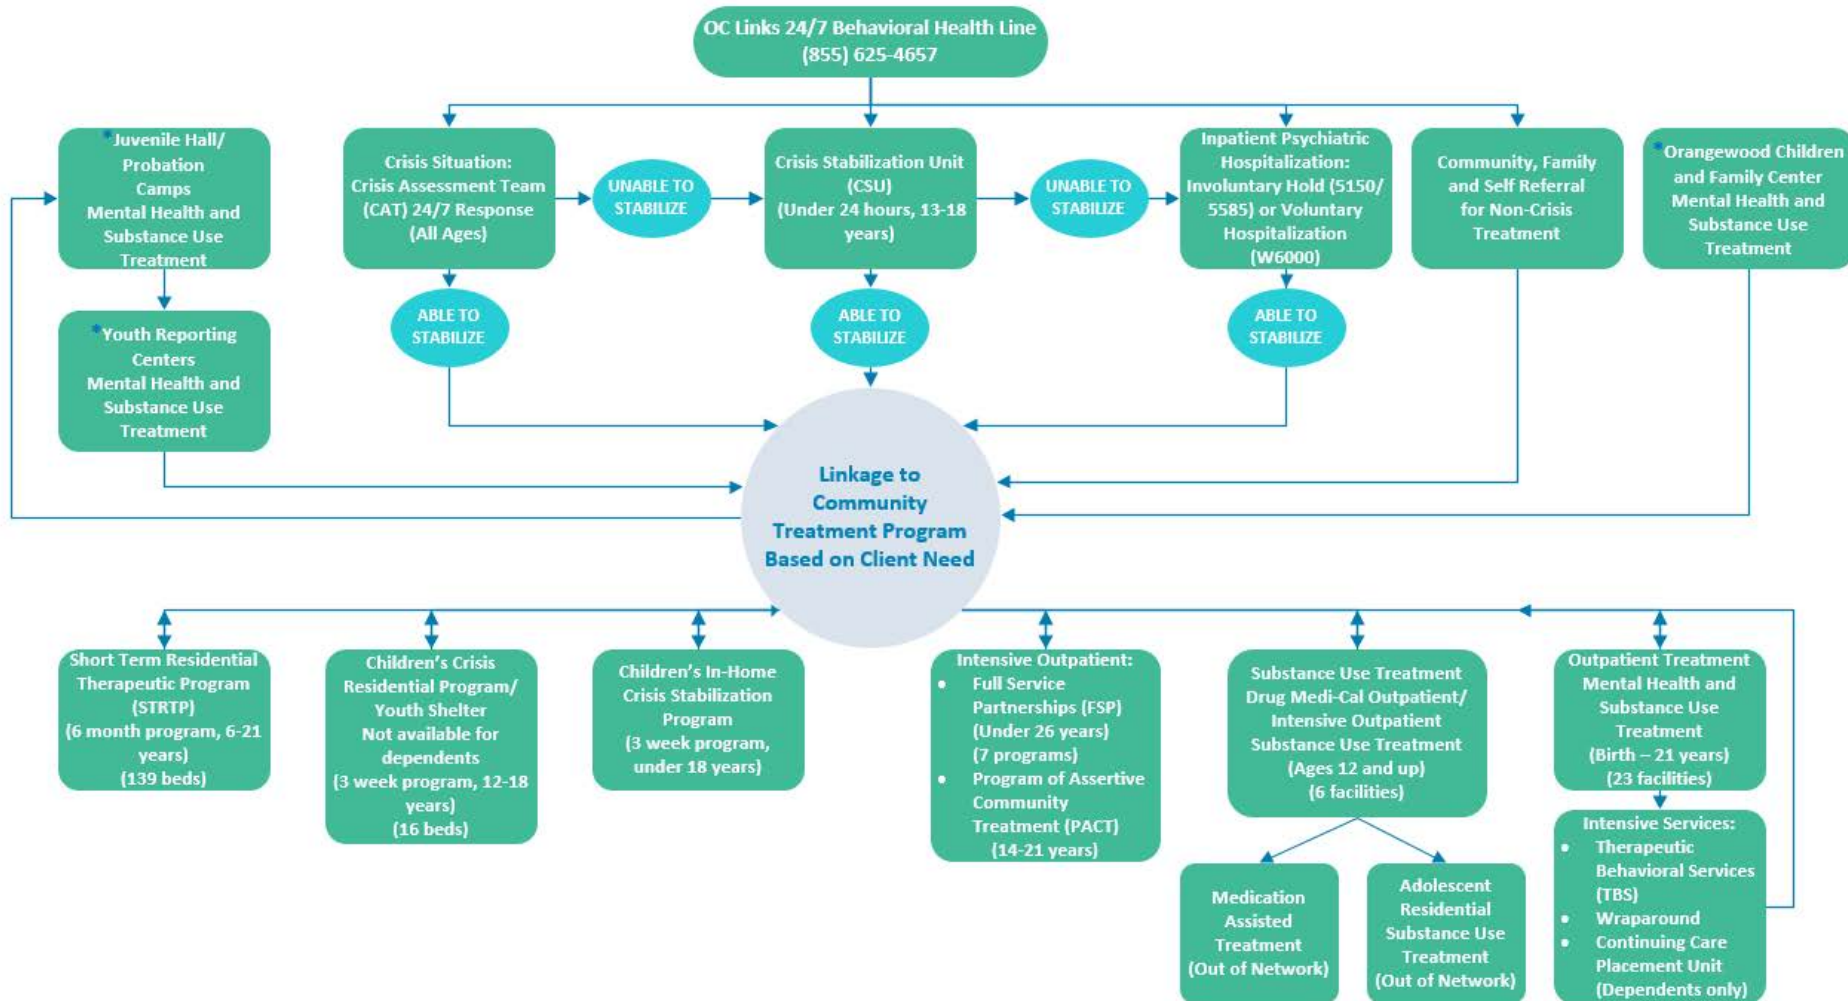 OC Links 24/7 Behavioral Health Line
(855) 625-4657
*Juvenile Hall/
Probation
Camps
Mental Health and
Substance Use
Treatment
Crisis Situation:
Crisis Assessment Team
(CAT) 24/7 Response
(All Ages)
UNABLE TO
STABILIZE
Crisis Stabilization Unit
(CSU)
(Under 24 hours, 13-18
years)
UNABLE TO
STABILIZE
Inpatient Psychiatric
Hospitalization:
Involuntary Hold (5150/
5585) or Voluntary
Hospitalization
(W6000)
Community, Family
and Self Referral
for Non-Crisis
Treatment
*Orangewood Children
and Family Center
Mental Health and
Substance Use
Treatment
*Youth Reporting
Centers
Mental Health and
Substance Use
Treatment
ABLE TO
STABILIZE
ABLE TO
STABILIZE
ABLE TO
STABILIZE
Linkage to
Community
Treatment Program
Based on Client Need
Short Term Residential
Therapeutic Program
(STRTP)
(6 month program, 6-21
years)
(139 beds)
Children’s Crisis
Residential Program/
Youth Shelter
Not available for
dependents
(3 week program, 12-18
years)
(16 beds)
Children’s In-Home
Crisis Stabilization
Program
(3 week program,
under 18 years)
Intensive Outpatient:
• Full Service
Partnerships (FSP)
(Under 26 years)
(7 programs)
• Program of Assertive
Community
Treatment (PACT)
(14-21 years)
Substance Use Treatment
Drug Medi-Cal Outpatient/
Intensive Outpatient
Substance Use Treatment
(Ages 12 and up)
(6 facilities)
Outpatient Treatment
Mental Health and
Substance Use
Treatment
(Birth – 21 years)
(23 facilities)
Medication
Assisted
Treatment
(Out of Network)
Adolescent
Residential
Substance Use
Treatment
(Out of Network)
Intensive Services:
• Therapeutic
Behavioral Services
(TBS)
• Wraparound
• Continuing Care
Placement Unit
(Dependents only)